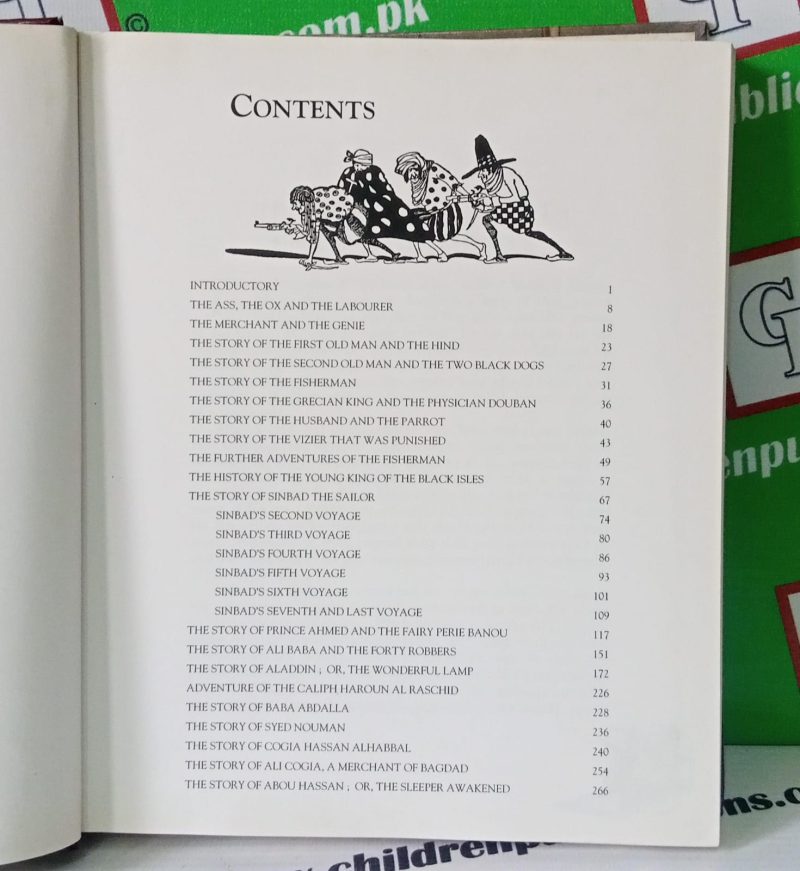 ©
com.pk
blic
CONTENTS
INTRODUCTORY 1
THE ASS, THE OX AND THE LABOURER 8
THE MERCHANT AND THE GENIE 18
THE STORY OF THE FIRST OLD MAN AND THE HIND 23
THE STORY OF THE SECOND OLD MAN AND THE TWO BLACK DOGS 27
THE STORY OF THE FISHERMAN 31
THE STORY OF THE GRECIAN KING AND THE PHYSICIAN DOUBAN 36
THE STORY OF THE HUSBAND AND THE PARROT 40
THE STORY OF THE VIZIER THAT WAS PUNISHED 43
THE FURTHER ADVENTURES OF THE FISHERMAN 49
THE HISTORY OF THE YOUNG KING OF THE BLACK ISLES 57
THE STORY OF SINBAD THE SAILOR 67
SINBAD'S SECOND VOYAGE 74
SINBAD'S THIRD VOYAGE 80
SINBAD'S FOURTH VOYAGE 86
SINBAD'S FIFTH VOYAGE 93
SINBAD'S SIXTH VOYAGE 101
SINBAD'S SEVENTH AND LAST VOYAGE 109
THE STORY OF PRINCE AHMED AND THE FAIRY PERIE BANOU 117
THE STORY OF ALI BABA AND THE FORTY ROBBERS 151
THE STORY OF ALADDIN ; OR, THE WONDERFUL LAMP 172
ADVENTURE OF THE CALIPH HAROUN AL RASCHID 226
THE STORY OF BABA ABDALLA 228
THE STORY OF SYED NOUMAN 236
THE STORY OF COGIA HASSAN ALHABBAL 240
THE STORY OF ALI COGIA, A MERCHANT OF BAGDAD 254
THE STORY OF ABOU HASSAN ; OR, THE SLEEPER AWAKENED 266
enpu
ons.c
.childrenpu